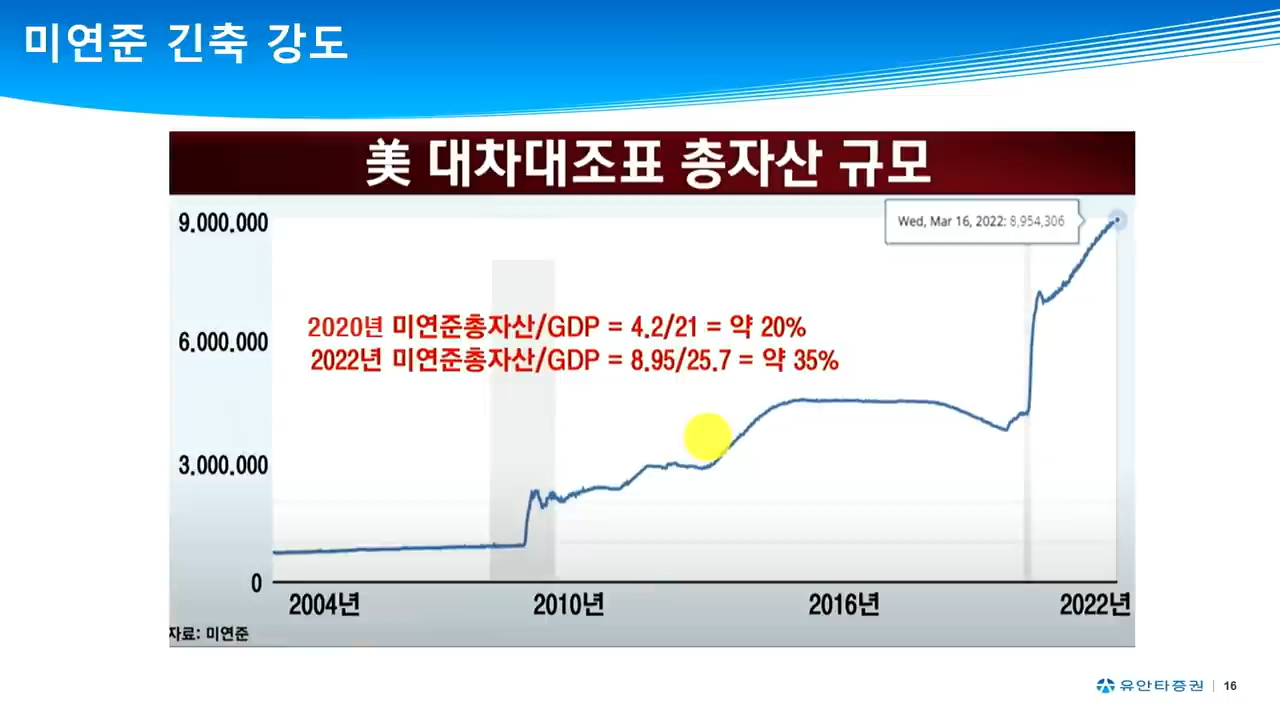 미연준 긴축 강도
美 대차대조표 총자산 규모
9.000.000
Wed, Mar 16, 2022: 8,954,306
2020년 미연준총자산/GDP = 4.2/21 = 약 20%
6.000.000
2022년 미연준총자산/GDP = 8.95/25.7 = 약 35%
3.000.000
0
2004년 2010년 2016년 2022년
자료: 미연준
유안타증권 | 16